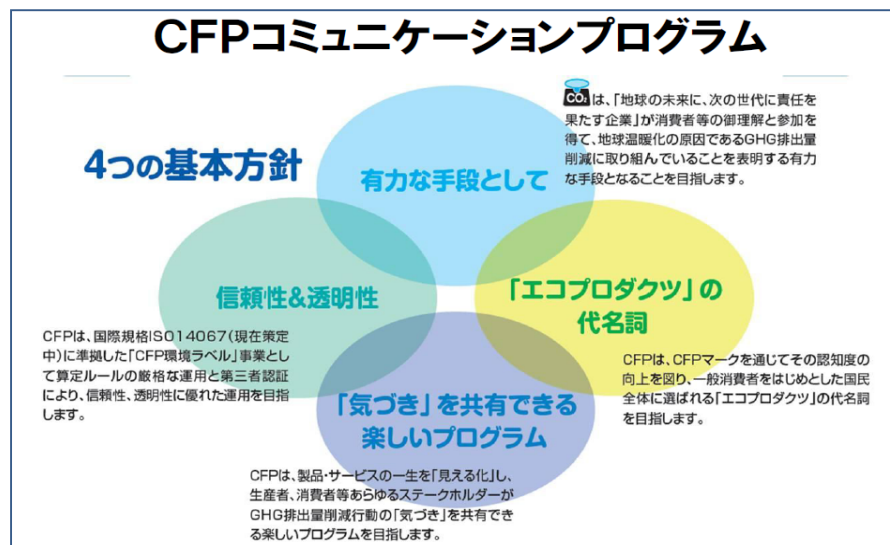 CFPコミュニケーションプログラム
4つの基本方針
有力な手段として
CO₂は、「地球の未来に、次の世代に責任を
果たす企業」が消費者等の御理解と参加を
得て、地球温暖化の原因であるGHG排出量
削減に取り組んでいることを表明する有力
な手段となることを目指します。
信頼性&透明性
CFPは、国際規格ISO14067(現在策定
中)に準拠した「CFP環境ラベル」事業とし
て算定ルールの厳格な運用と第三者認証
により、信頼性、透明性に優れた運用を目指
します。
「エコプロダクツ」の
代名詞
CFPは、CFPマークを通じてその認知度の
向上を図り、一般消費者をはじめとした国民
全体に選ばれる「エコプロダクツ」の代名詞
を目指します。
「気づき」を共有できる
楽しいプログラム
CFPは、製品・サービスの一生を「見える化」し、
生産者、消費者等あらゆるステークホルダーが
GHG排出量削減行動の「気づき」を共有でき
る楽しいプログラムを目指します。